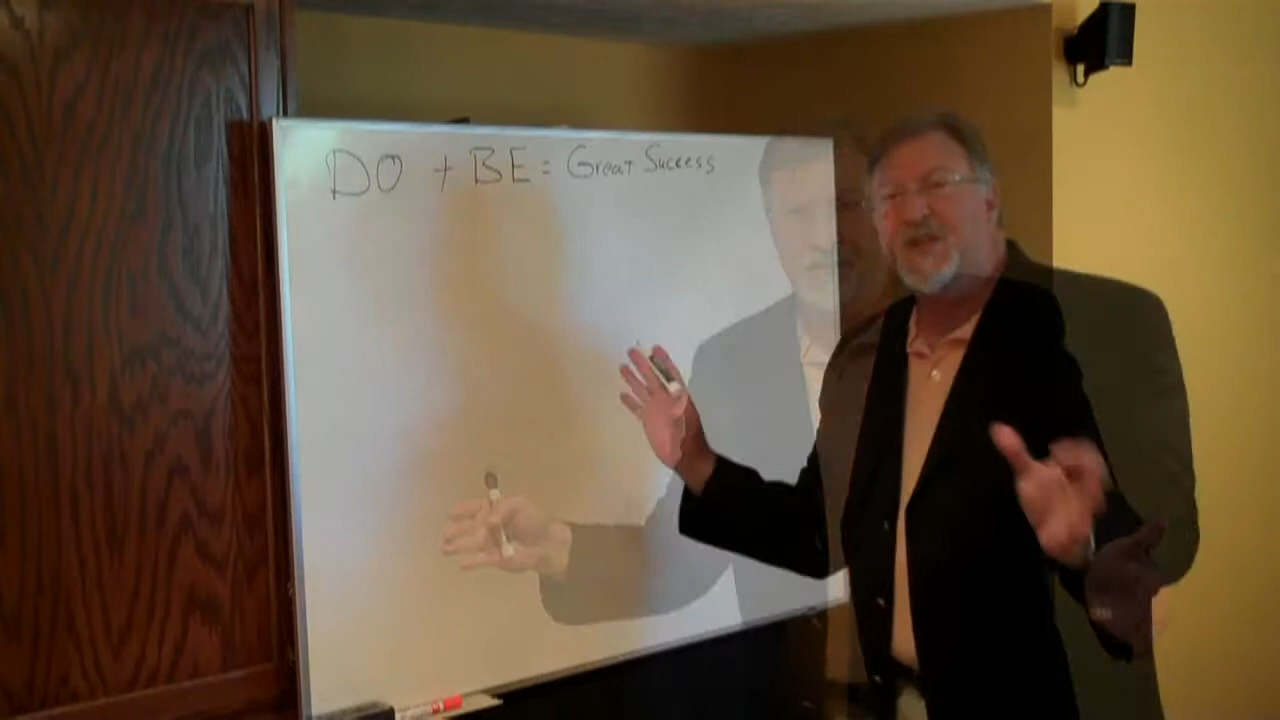 DO + BE = Great Success